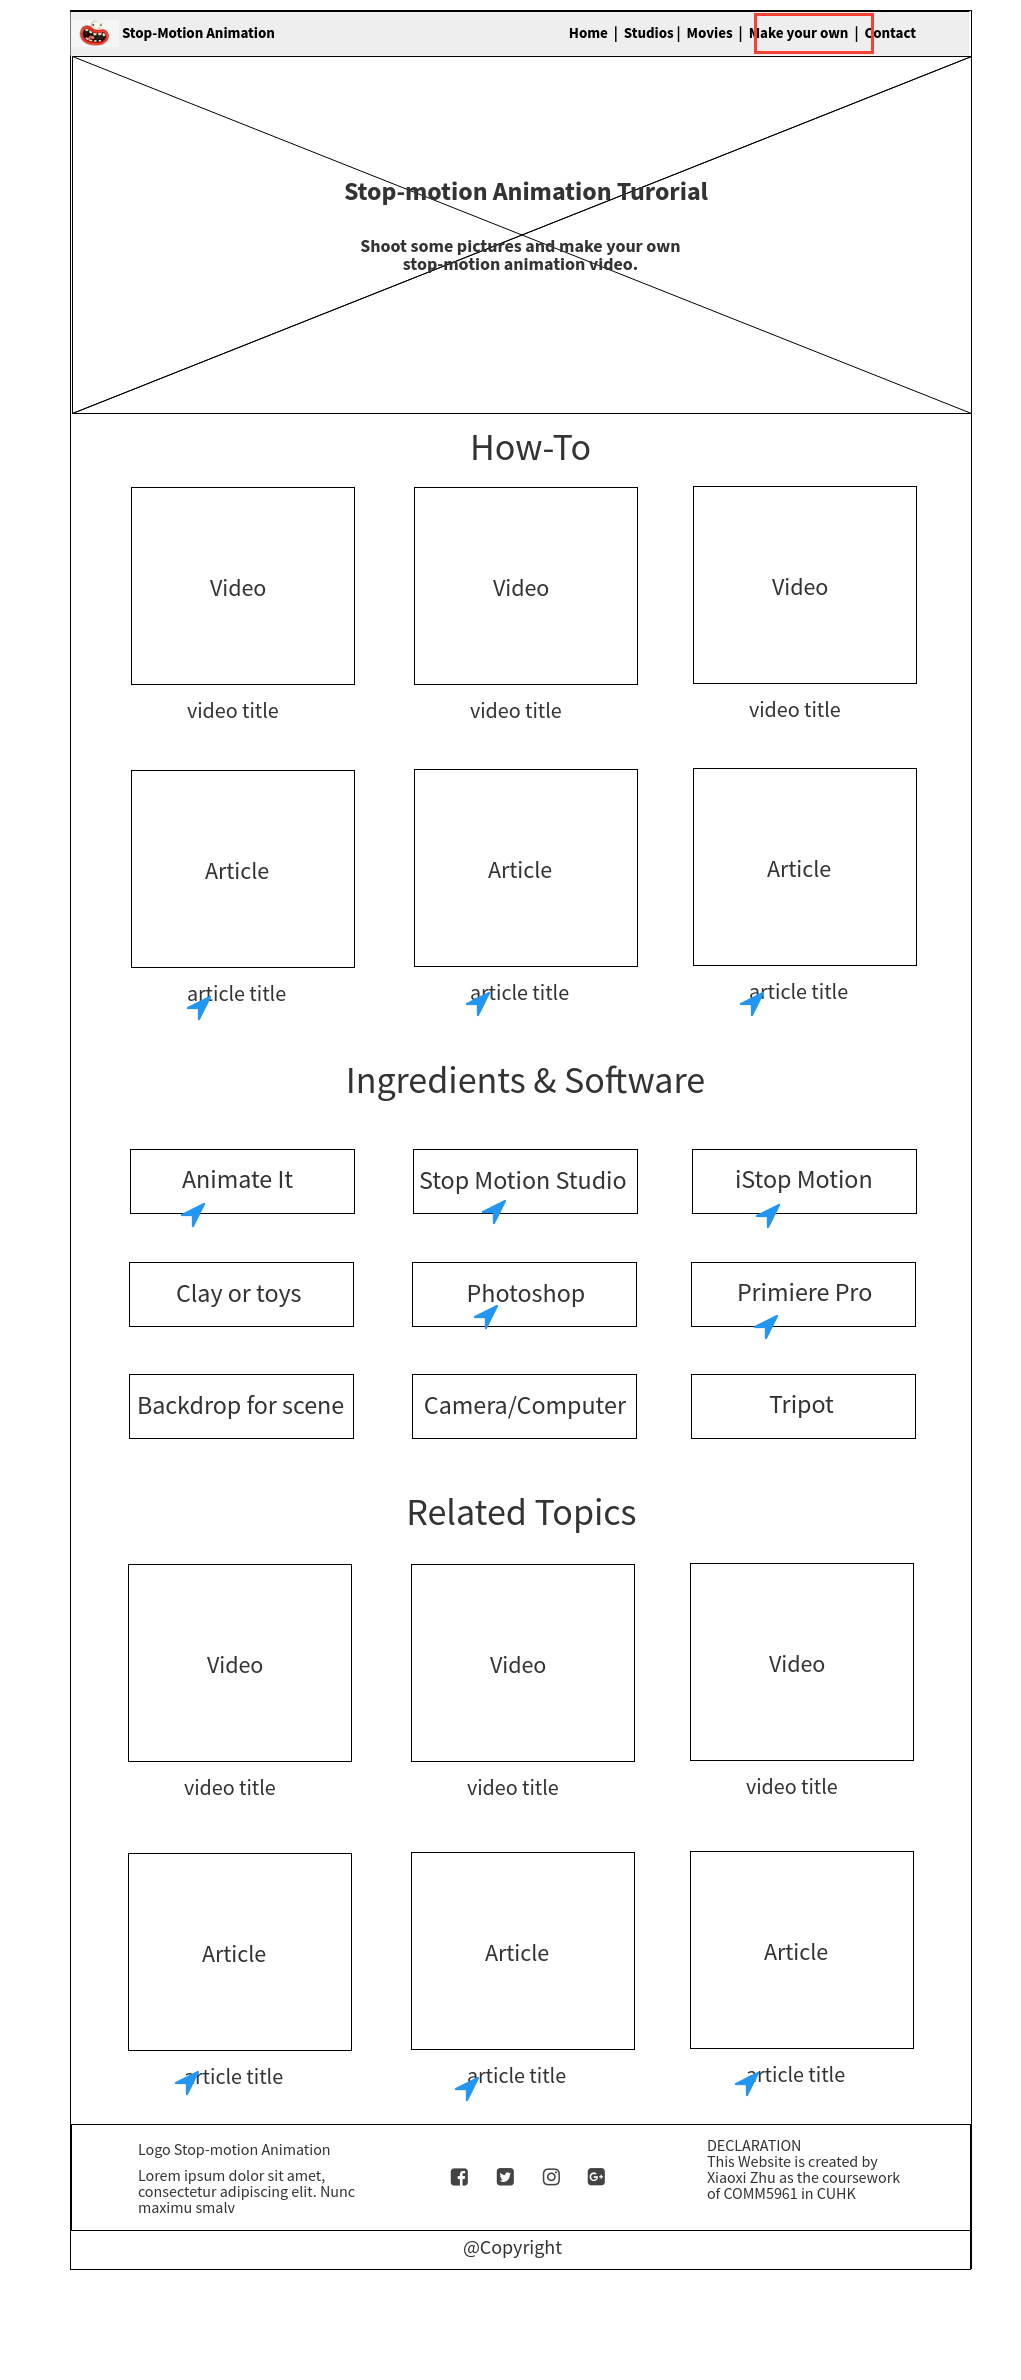 Stop-Motion Animation
Home | Studios | Movies | Make your own | Contact
Stop-motion Animation Turorial
Shoot some pictures and make your own
stop-motion animation video.
How-To
Video Video Video
video title video title video title
Article Article Article
article title article title article title
Ingredients & Software
Animate It Stop Motion Studio iStop Motion
Clay or toys Photoshop Primiere Pro
Backdrop for scene Camera/Computer Tripot
Related Topics
Video Video Video
video title video title video title
Article Article Article
article title article title article title
Logo Stop-motion Animation
Lorem ipsum dolor sit amet,
consectetur adipiscing elit. Nunc
maximu smalv
DECLARATION
This Website is created by
Xiaoxi Zhu as the coursework
of COMM5961 in CUHK
@Copyright